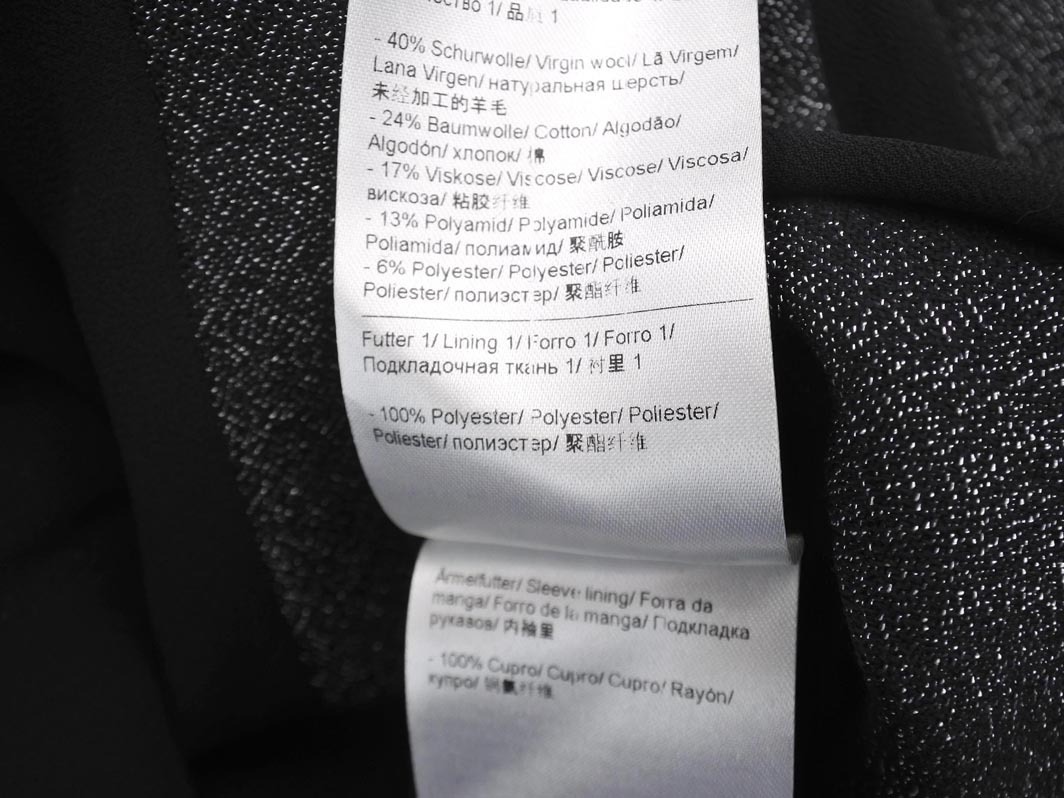 1/ 品质 1
- 40% Schurwolle/ Virgin wool/ Lã Virgem/
Lana Virgen/ натуральная шерсть/
未经加工的羊毛
- 24% Baumwolle/ Cotton/ Algodão/
Algodón/ хлопок/ 棉
- 17% Viskose/ Viscose/ Viscose/ Viscosa/
вискоза/ 粘胶纤维
- 13% Polyamid/ Polyamide/ Poliamida/
Poliamida/ полиамид/ 聚酰胺
- 6% Polyester/ Polyester/ Poliester/
Poliester/ полиэстер/ 聚酯纤维
Futter 1/ Lining 1/ Forro 1/ Forro 1/
Подкладочная ткань 1/ 衬里 1
- 100% Polyester/ Polyester/ Poliester/
Poliester/ полиэстер/ 聚酯纤维
Ärmelfutter/ Sleeve lining/ Forra da
manga/ Forro de la manga/ Подкладка
рукавов/ 内袖里
- 100% Cupro/ Cupro/ Cupro/ Rayón/
купро/ 铜氨纤维